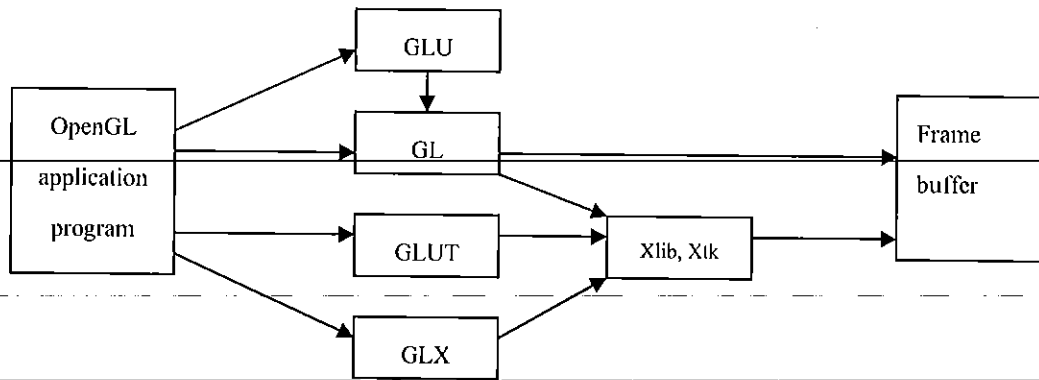 GLU
OpenGL
application
program
GL
Frame
buffer
GLUT
Xlib, Xtk
GLX